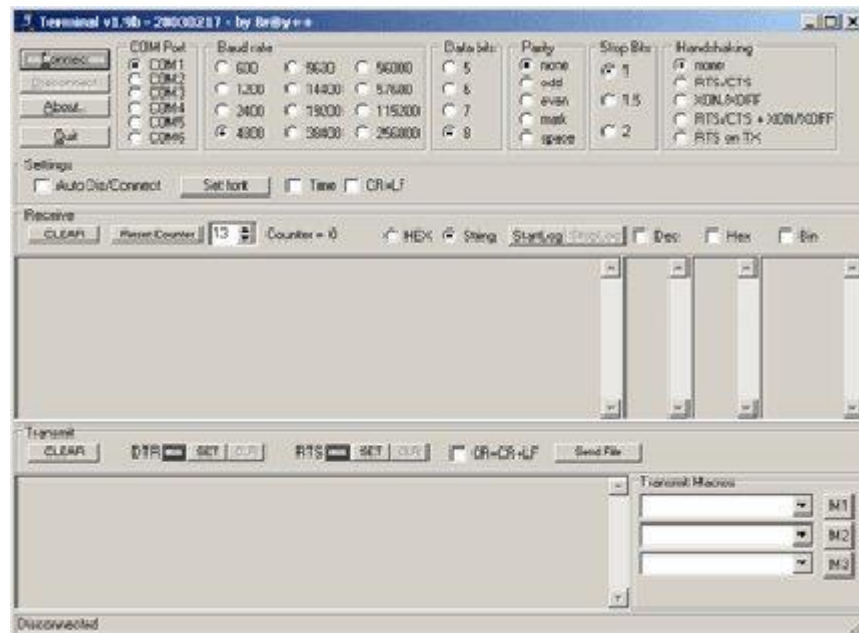 Terminal v1.9b - 20030217 - by Br@y++
Connect
Disconnect
About..
Quit
COM Port
COM1
COM2
COM3
COM4
COM5
COM6
Baud rate
600
1200
2400
4800
9600
14400
19200
38400
56000
57600
115200
256000
Data bits
5
6
7
8
Parity
none
odd
even
mark
space
Stop Bits
1
1.5
2
Handshaking
none
RTS/CTS
XON/XOFF
RTS/CTS + XON/XOFF
RTS on TX
Settings
Auto Dis/Connect
Set font
Time
CR=LF
Receive
CLEAR
Reset Counter
13
Counter = 0
HEX
String
StartLog
StopLog
Dec
Hex
Bin
Transmit
CLEAR
DTR
SET
CLR
RTS
SET
CLR
CR=CR+LF
Send File
Transmit Macros
M1
M2
M3
Disconnected